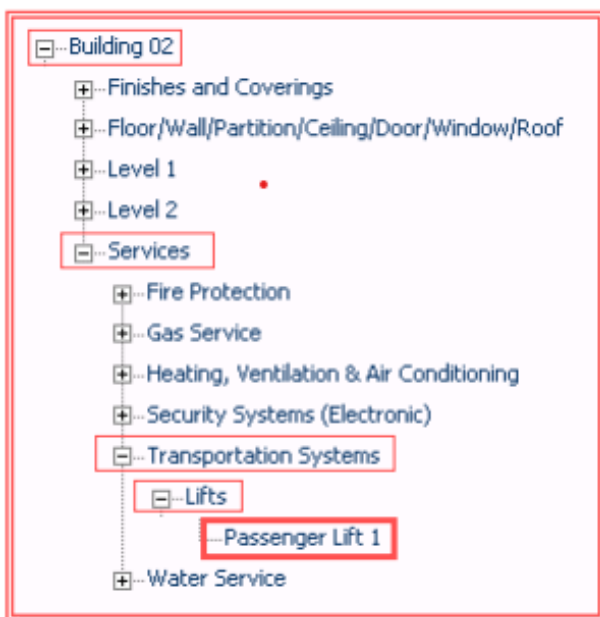 Building 02
Finishes and Coverings
Floor/Wall/Partition/Ceiling/Door/Window/Roof
Level 1
Level 2
Services
Fire Protection
Gas Service
Heating, Ventilation & Air Conditioning
Security Systems (Electronic)
Transportation Systems
Lifts
Passenger Lift 1
Water Service